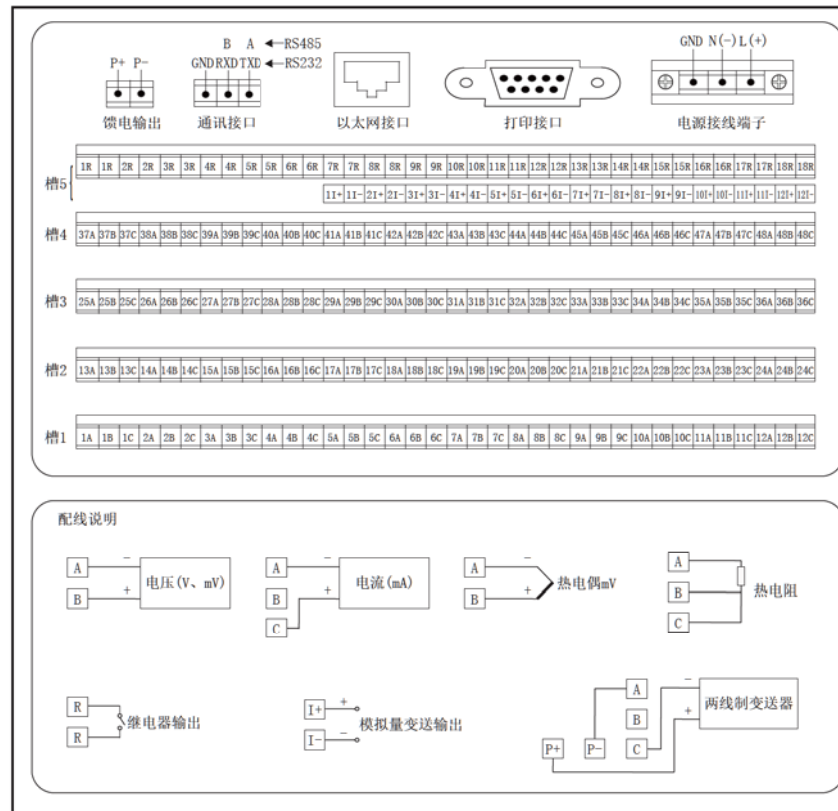 B A ←RS485
P+ P- GND RXD TXD ←RS232 GND N(-) L(+)
馈电输出 通讯接口 以太网接口 打印接口 电源接线端子
槽5 1R 1R 2R 2R 3R 3R 4R 4R 5R 5R 6R 6R 7R 7R 8R 8R 9R 9R 10R 10R 11R 11R 12R 12R 13R 13R 14R 14R 15R 15R 16R 16R 17R 17R 18R 18R
1I+ 1I- 2I+ 2I- 3I+ 3I- 4I+ 4I- 5I+ 5I- 6I+ 6I- 7I+ 7I- 8I+ 8I- 9I+ 9I- 10I+ 10I- 11I+ 11I- 12I+ 12I-
槽4 37A 37B 37C 38A 38B 38C 39A 39B 39C 40A 40B 40C 41A 41B 41C 42A 42B 42C 43A 43B 43C 44A 44B 44C 45A 45B 45C 46A 46B 46C 47A 47B 47C 48A 48B 48C
槽3 25A 25B 25C 26A 26B 26C 27A 27B 27C 28A 28B 28C 29A 29B 29C 30A 30B 30C 31A 31B 31C 32A 32B 32C 33A 33B 33C 34A 34B 34C 35A 35B 35C 36A 36B 36C
槽2 13A 13B 13C 14A 14B 14C 15A 15B 15C 16A 16B 16C 17A 17B 17C 18A 18B 18C 19A 19B 19C 20A 20B 20C 21A 21B 21C 22A 22B 22C 23A 23B 23C 24A 24B 24C
槽1 1A 1B 1C 2A 2B 2C 3A 3B 3C 4A 4B 4C 5A 5B 5C 6A 6B 6C 7A 7B 7C 8A 8B 8C 9A 9B 9C 10A 10B 10C 11A 11B 11C 12A 12B 12C
配线说明
A - B + 电压(V、mV)
A - B C + 电流(mA)
A - B + 热电偶mV
A B C 热电阻
R R 继电器输出
I+ + I- - 模拟量变送输出
P+ P- A B C - + 两线制变送器